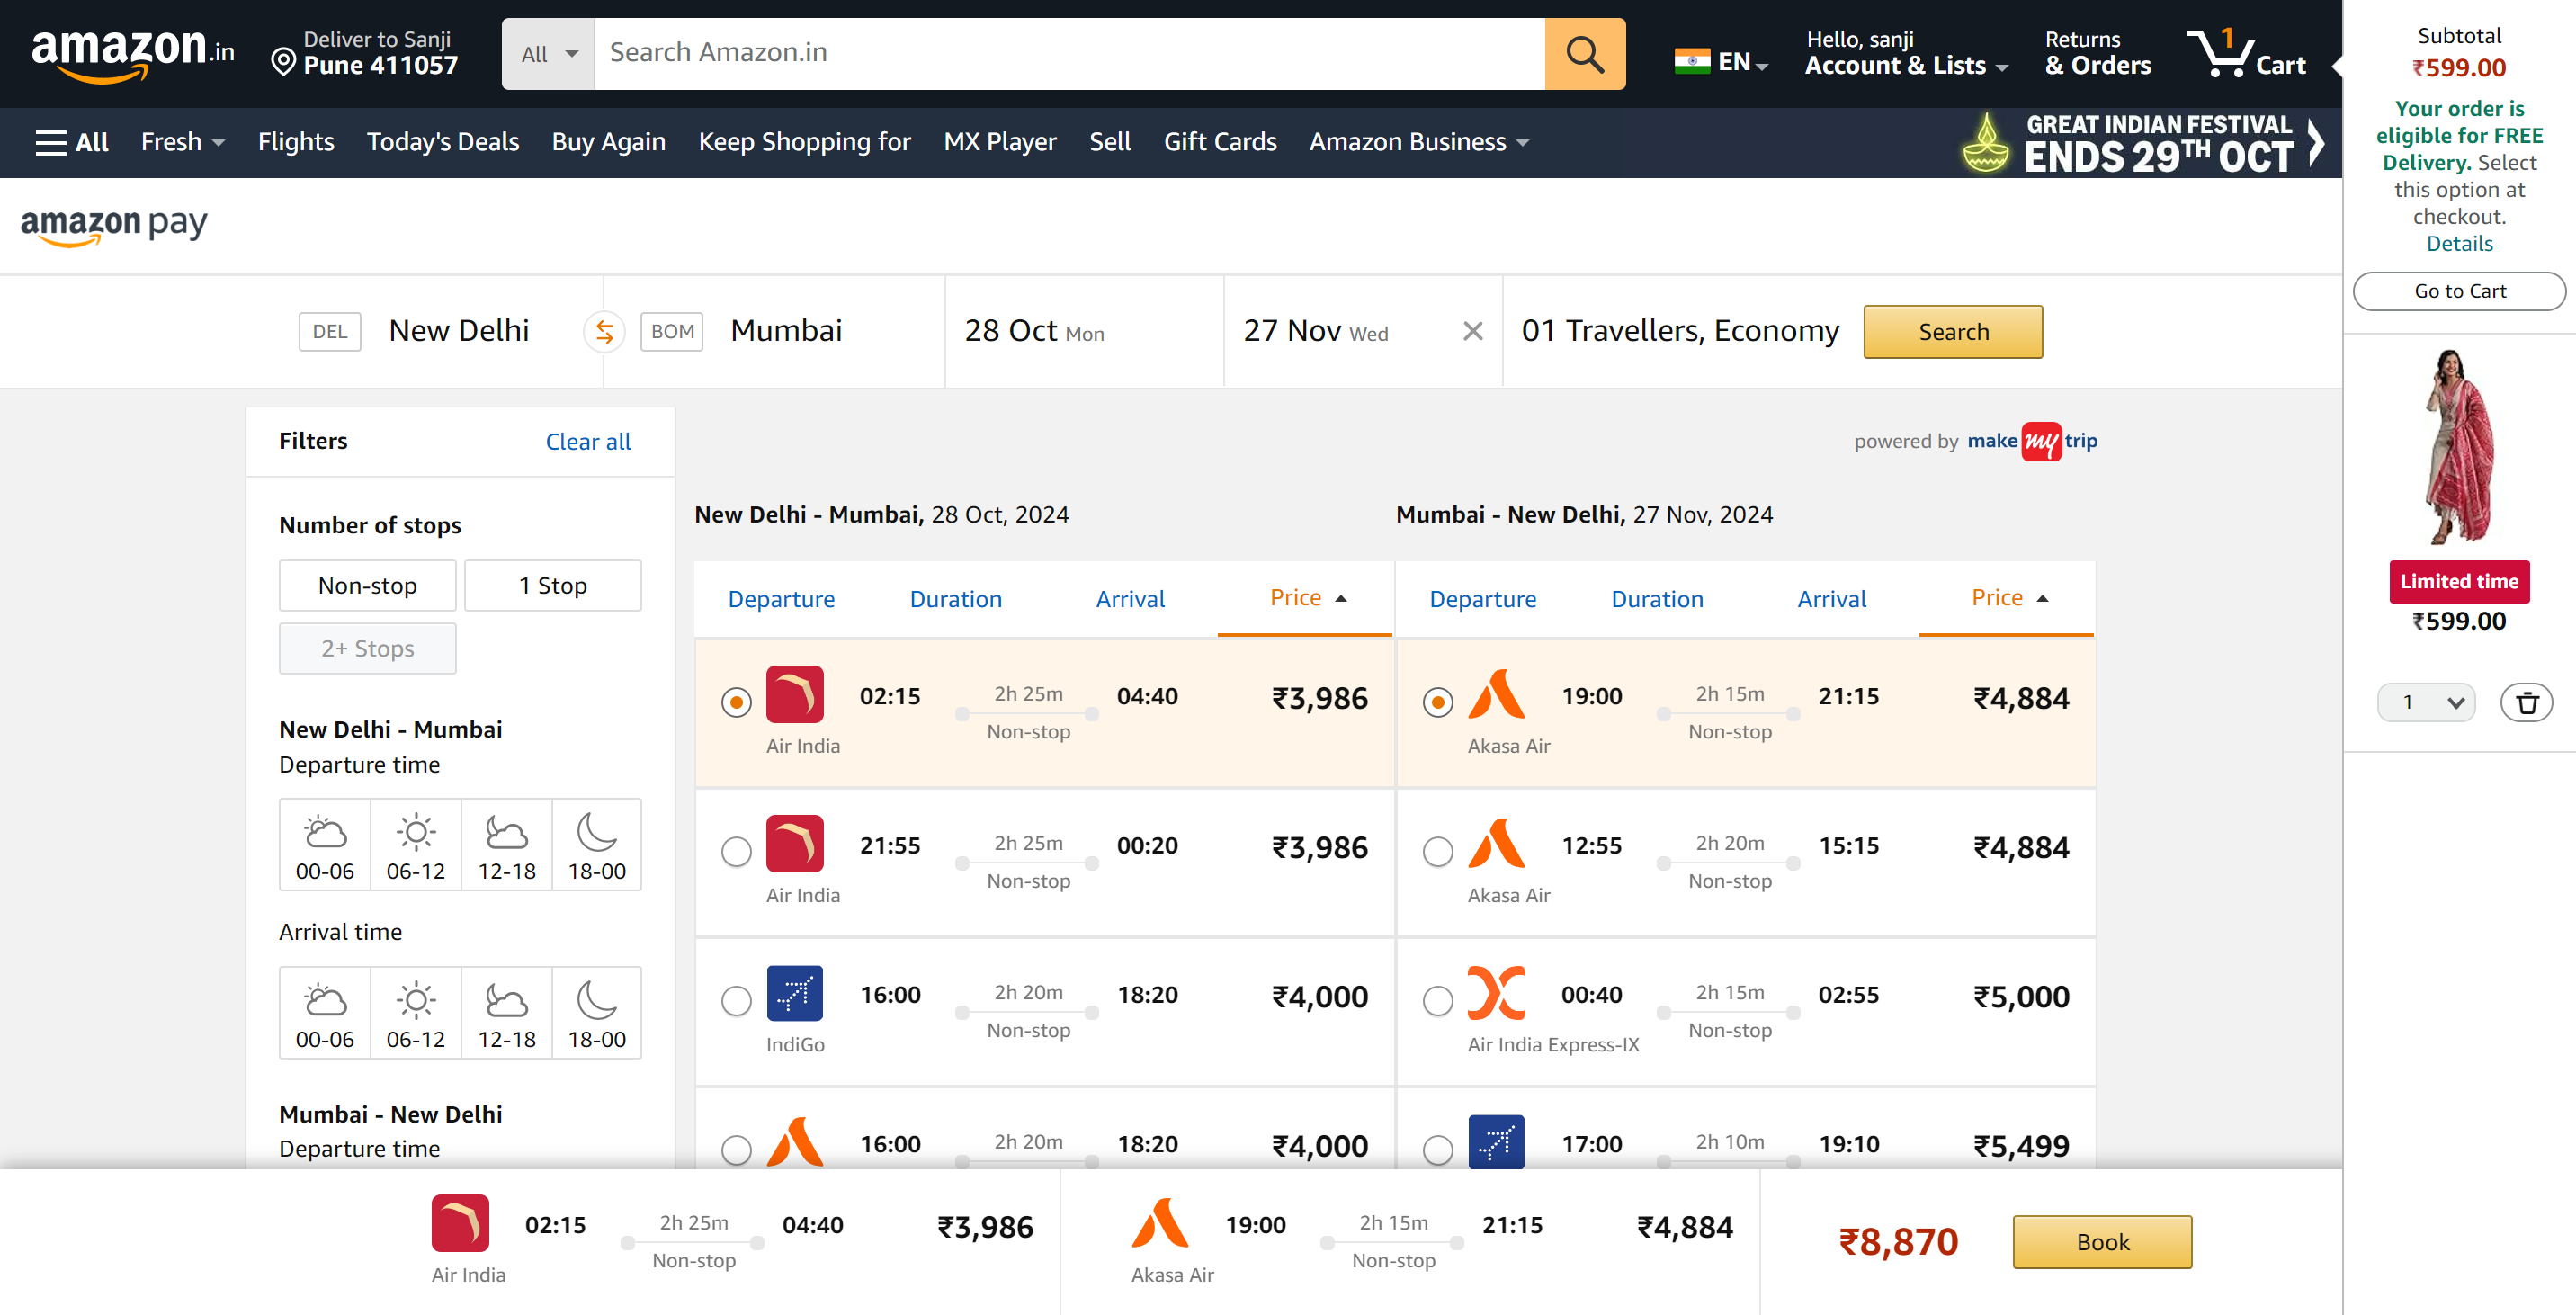 amazon.in
Deliver to Sanji
Pune 411057
All
Search Amazon.in
EN
Hello, sanji
Account & Lists
Returns
& Orders
1
Cart
All
Fresh
Flights
Today's Deals
Buy Again
Keep Shopping for
MX Player
Sell
Gift Cards
Amazon Business
GREAT INDIAN FESTIVAL
ENDS 29TH OCT
Subtotal
₹599.00
Your order is
eligible for FREE
Delivery. Select
this option at
checkout.
Details
Go to Cart
Limited time
₹599.00
1
amazon pay
DEL New Delhi
BOM Mumbai
28 Oct Mon
27 Nov Wed
01 Travellers, Economy
Search
Filters
Clear all
Number of stops
Non-stop
1 Stop
2+ Stops
New Delhi - Mumbai
Departure time
00-06
06-12
12-18
18-00
Arrival time
00-06
06-12
12-18
18-00
Mumbai - New Delhi
Departure time
powered by make my trip
New Delhi - Mumbai, 28 Oct, 2024
Departure
Duration
Arrival
Price
02:15
2h 25m
04:40
₹3,986
Non-stop
Air India
21:55
2h 25m
00:20
₹3,986
Non-stop
Air India
16:00
2h 20m
18:20
₹4,000
Non-stop
IndiGo
16:00
2h 20m
18:20
₹4,000
Mumbai - New Delhi, 27 Nov, 2024
Departure
Duration
Arrival
Price
19:00
2h 15m
21:15
₹4,884
Non-stop
Akasa Air
12:55
2h 20m
15:15
₹4,884
Non-stop
Akasa Air
00:40
2h 15m
02:55
₹5,000
Non-stop
Air India Express-IX
17:00
2h 10m
19:10
₹5,499
02:15
2h 25m
04:40
₹3,986
Non-stop
Air India
19:00
2h 15m
21:15
₹4,884
Non-stop
Akasa Air
₹8,870
Book